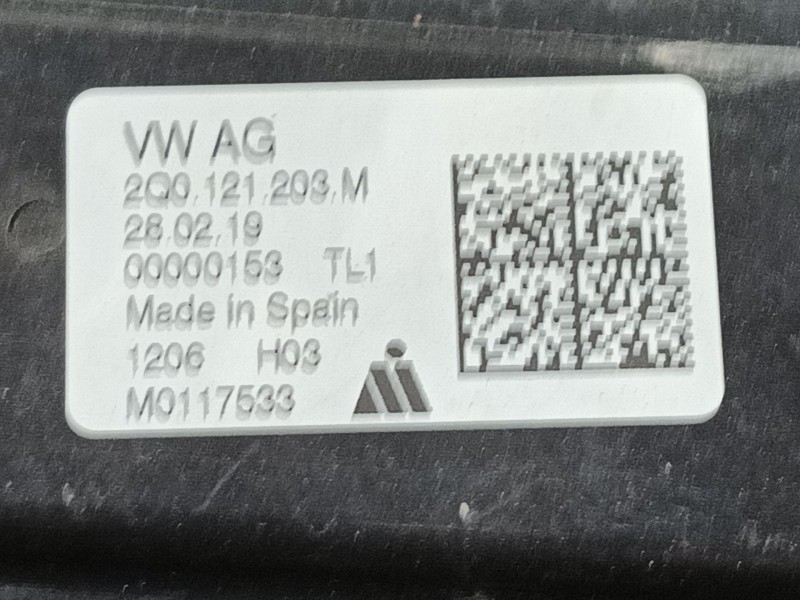 VW AG
2Q0.121.203.M
28.02.19
00000153 TL1
Made in Spain
1206 H03
M0117533